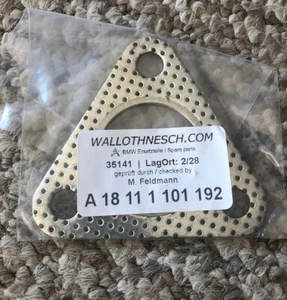 WALLOTHNESCH.COM
BMW Ersatzteile / Spare parts
35141 | LagOrt: 2/28
geprüft durch / checked by
M. Feldmann
A 18 11 1 101 192